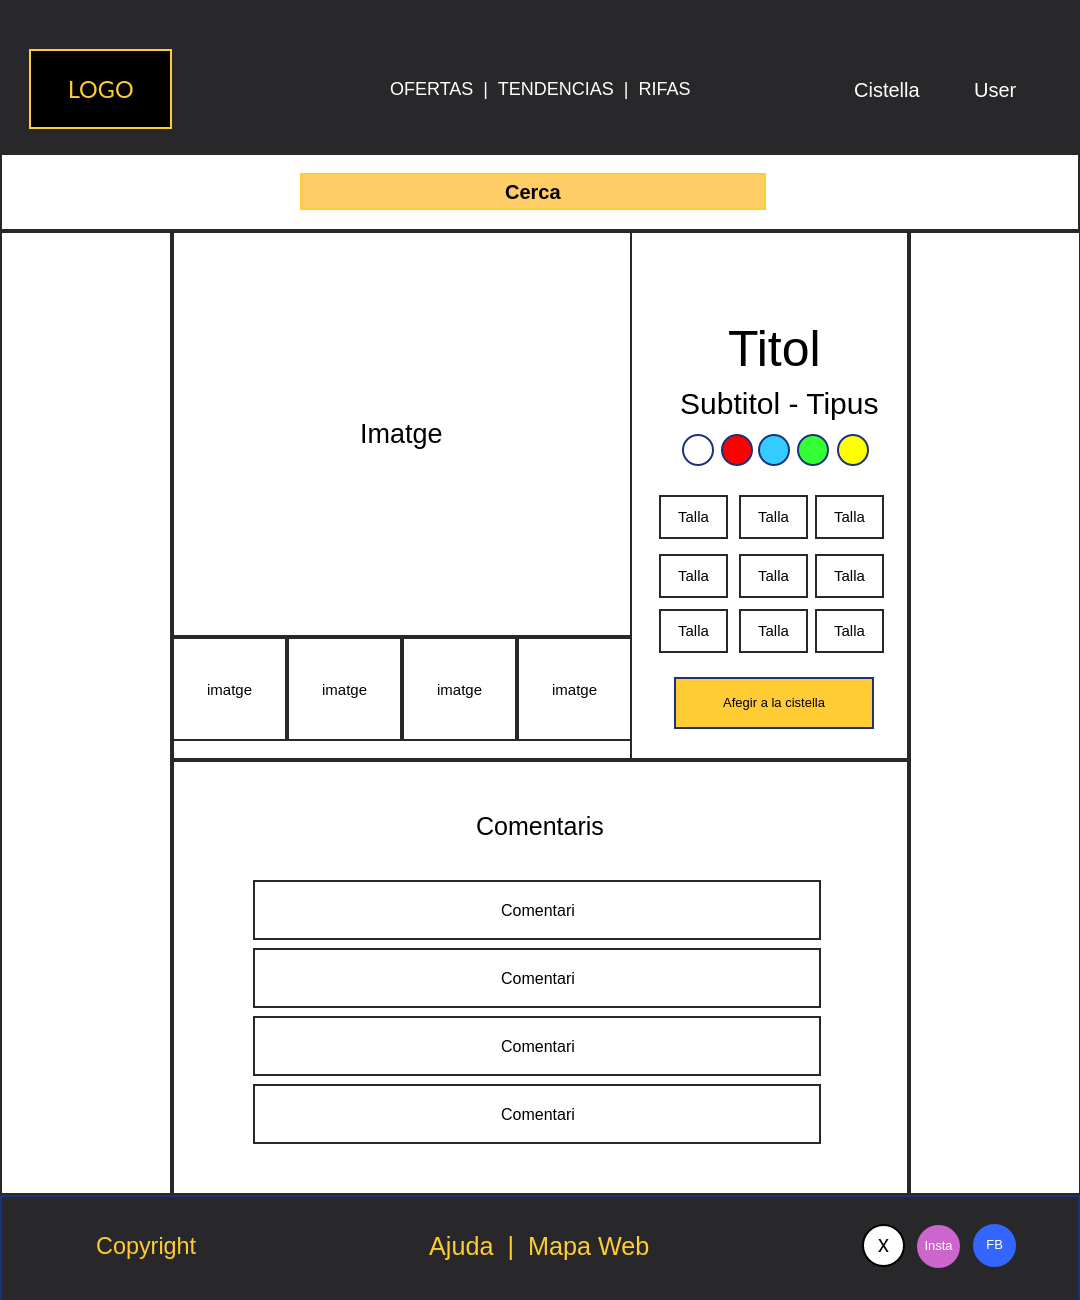 LOGO
OFERTAS | TENDENCIAS | RIFAS
Cistella
User
Cerca
Imatge
Titol
Subtitol - Tipus
Talla Talla Talla
Talla Talla Talla
Talla Talla Talla
imatge imatge imatge imatge
Afegir a la cistella
Comentaris
Comentari
Comentari
Comentari
Comentari
Copyright
Ajuda | Mapa Web
X
Insta
FB